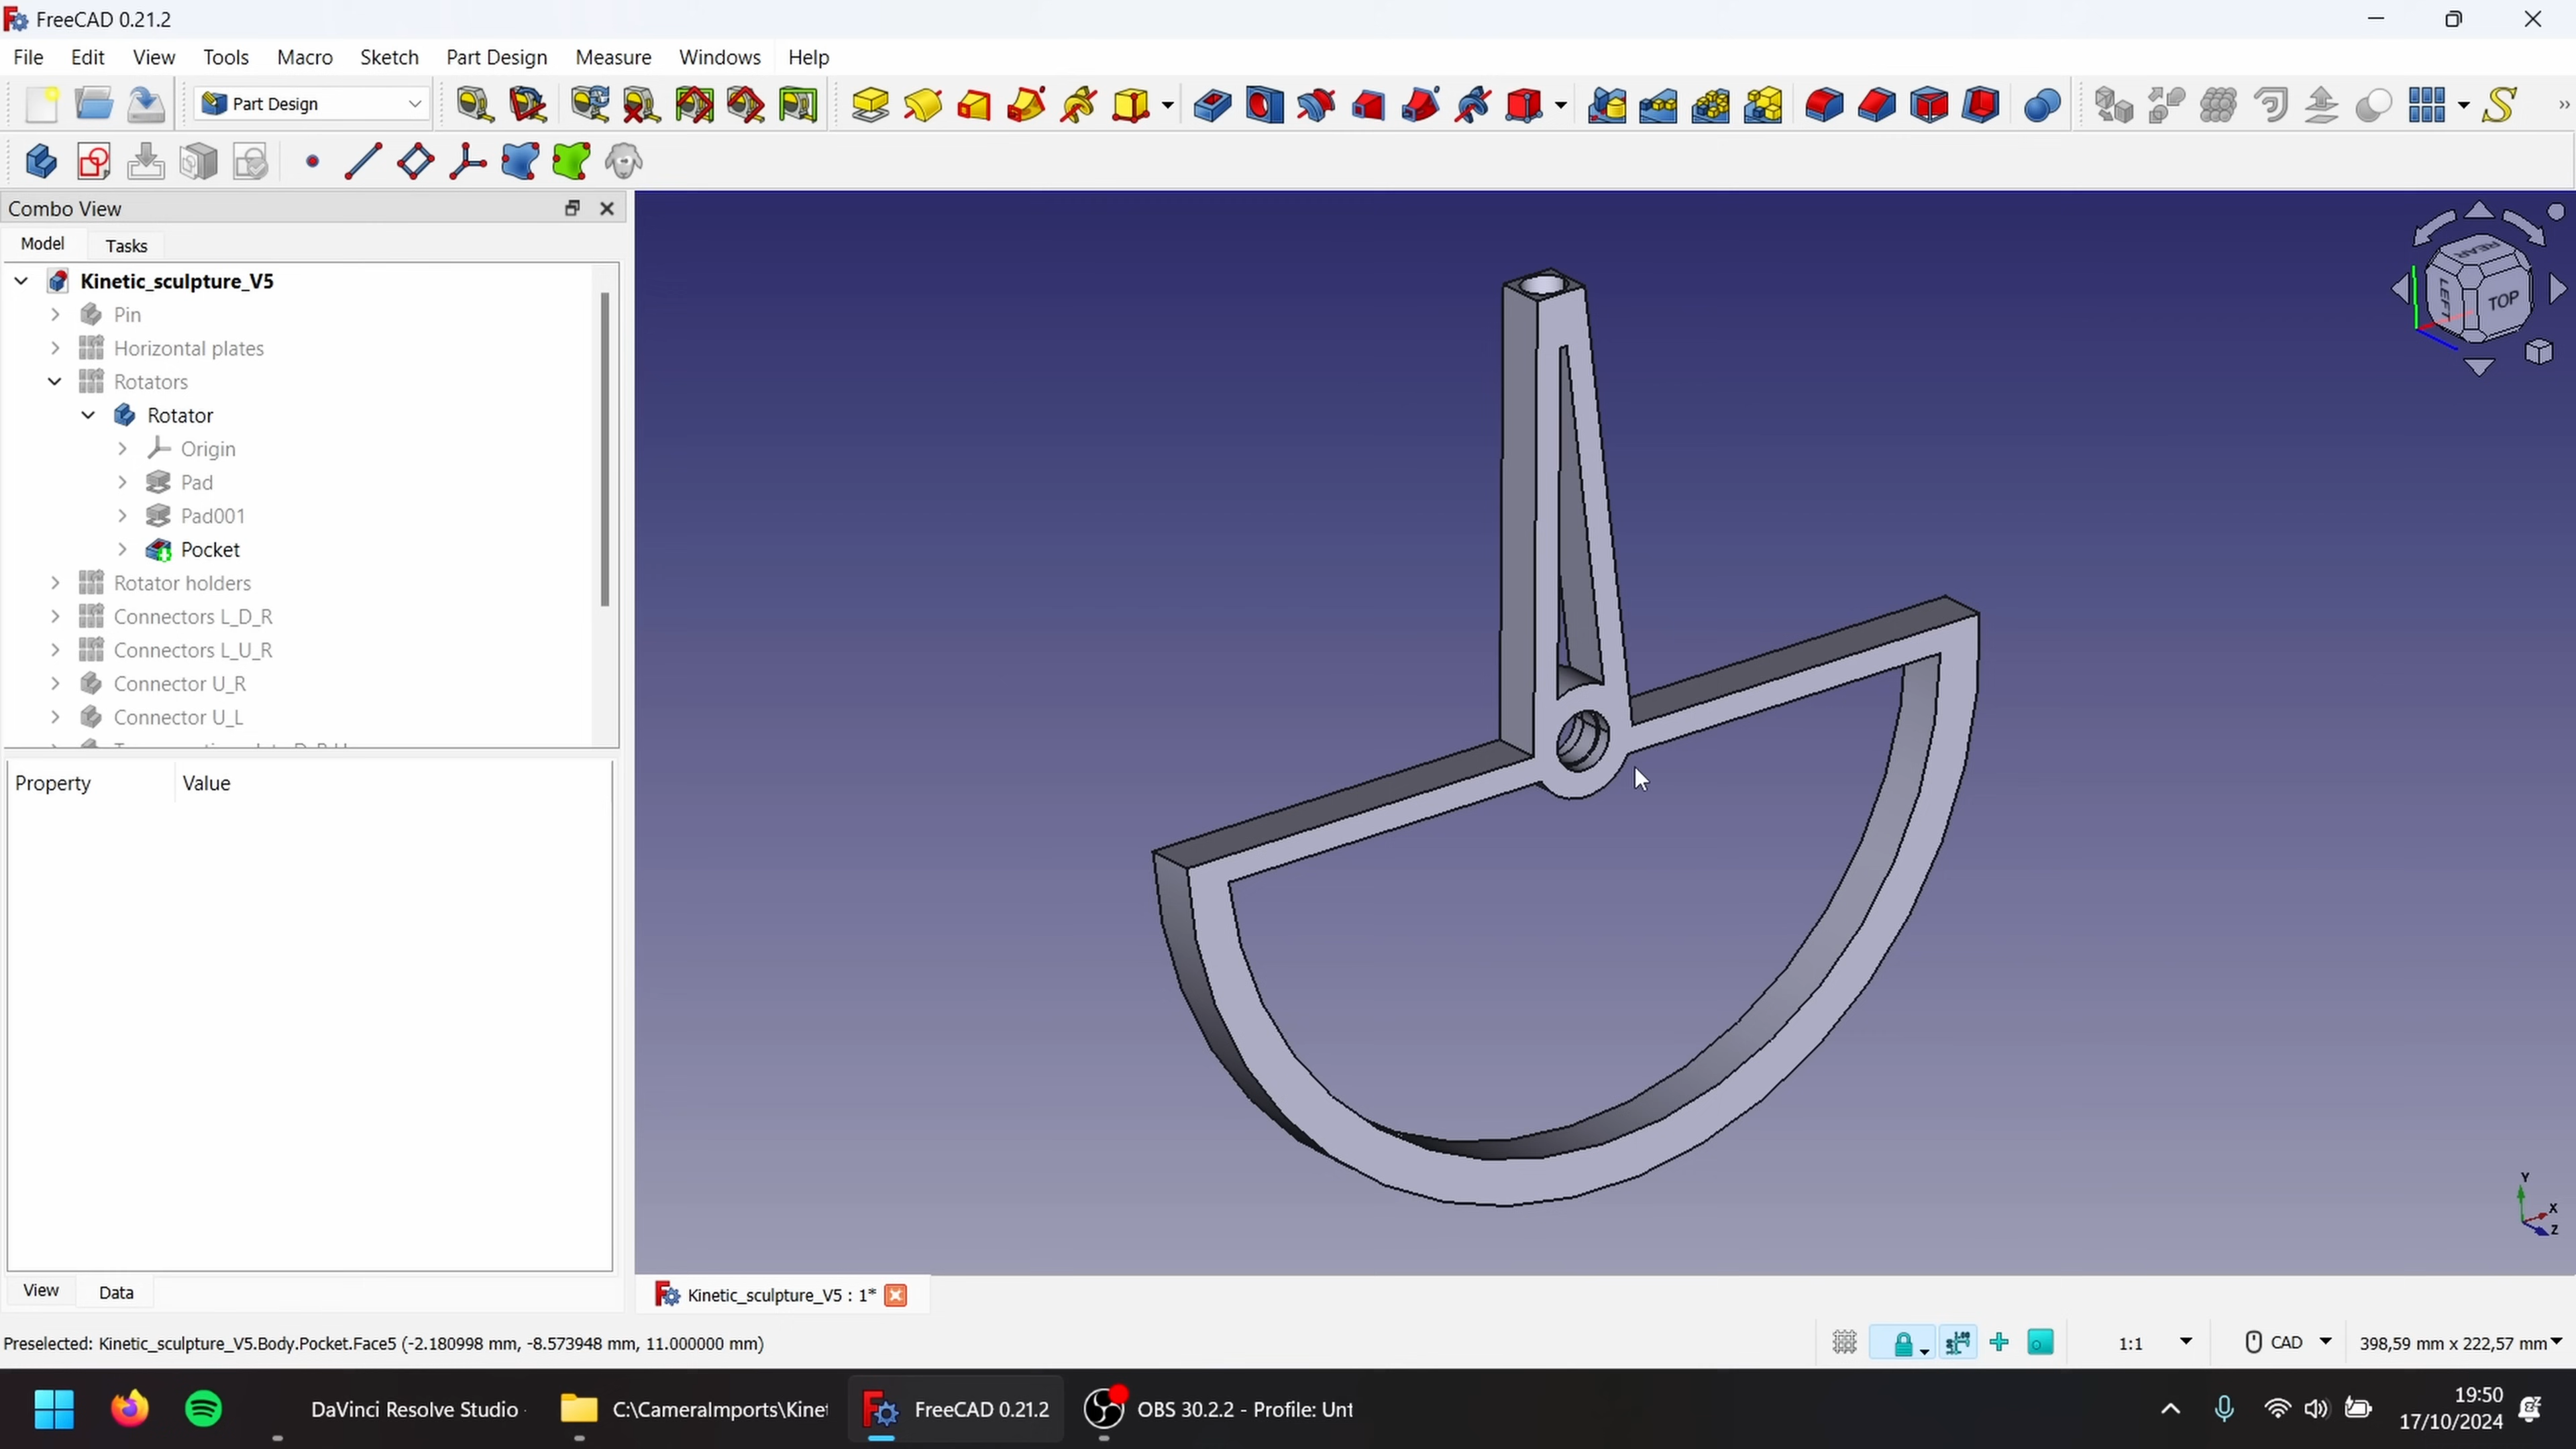 FreeCAD 0.21.2
File Edit View Tools Macro Sketch Part Design Measure Windows Help
Part Design
Combo View
Model Tasks
Kinetic_sculpture_V5
Pin
Horizontal plates
Rotators
Rotator
Origin
Pad
Pad001
Pocket
Rotator holders
Connectors L_D_R
Connectors L_U_R
Connector U_R
Connector U_L
Property Value
View Data
REAR
LEFT
TOP
Y
X
Z
Kinetic_sculpture_V5 : 1*
Preselected: Kinetic_sculpture_V5.Body.Pocket.Face5 (-2.180998 mm, -8.573948 mm, 11.000000 mm)
1:1
CAD
398,59 mm x 222,57 mm
DaVinci Resolve Studio
C:\CameraImports\Kinet
FreeCAD 0.21.2
OBS 30.2.2 - Profile: Unt
19:50
17/10/2024